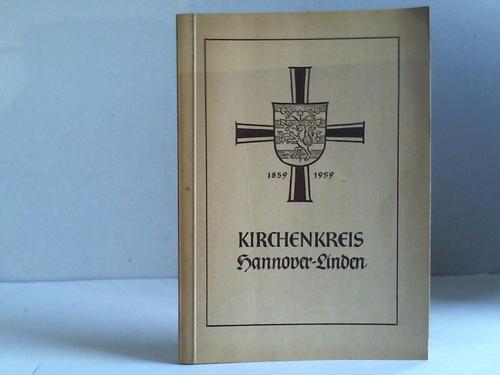 1859 1959
KIRCHENKREIS
Hannover-Linden